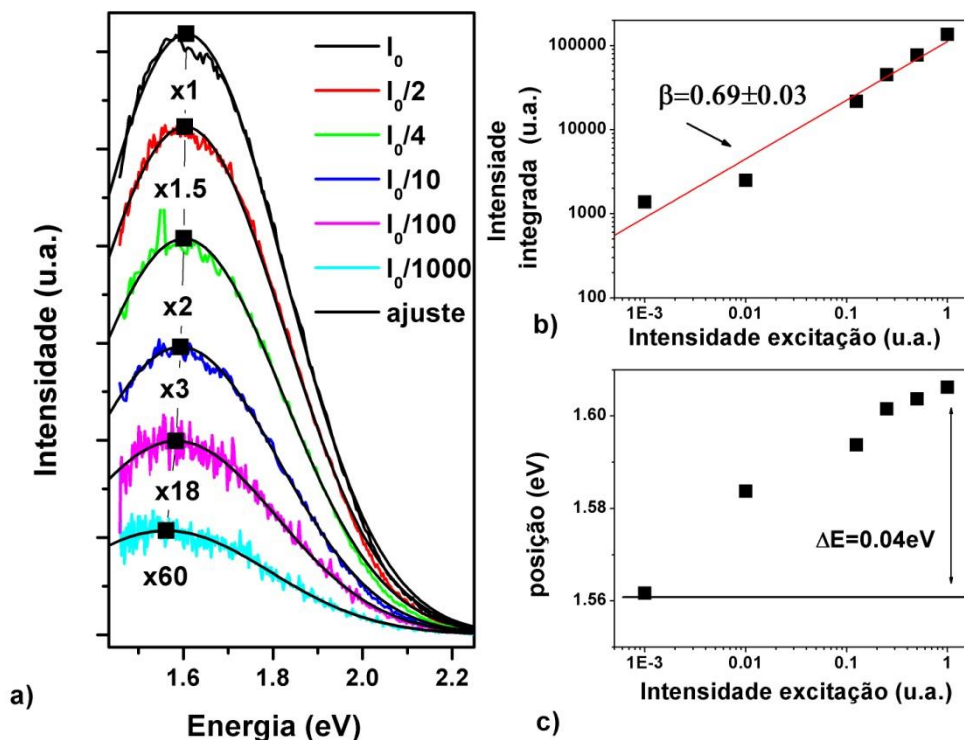 Intensidade (u.a.)
x1
x1.5
x2
x3
x18
x60
I0
I0/2
I0/4
I0/10
I0/100
I0/1000
ajuste
1.6
1.8
2.0
2.2
Energia (eV)
a)
Intensiade
integrada (u.a.)
100000
10000
1000
100
β=0.69±0.03
1E-3
0.01
0.1
1
Intensidade excitação (u.a.)
b)
posição (eV)
1.60
1.58
1.56
ΔE=0.04eV
1E-3
0.01
0.1
1
Intensidade excitação (u.a.)
c)